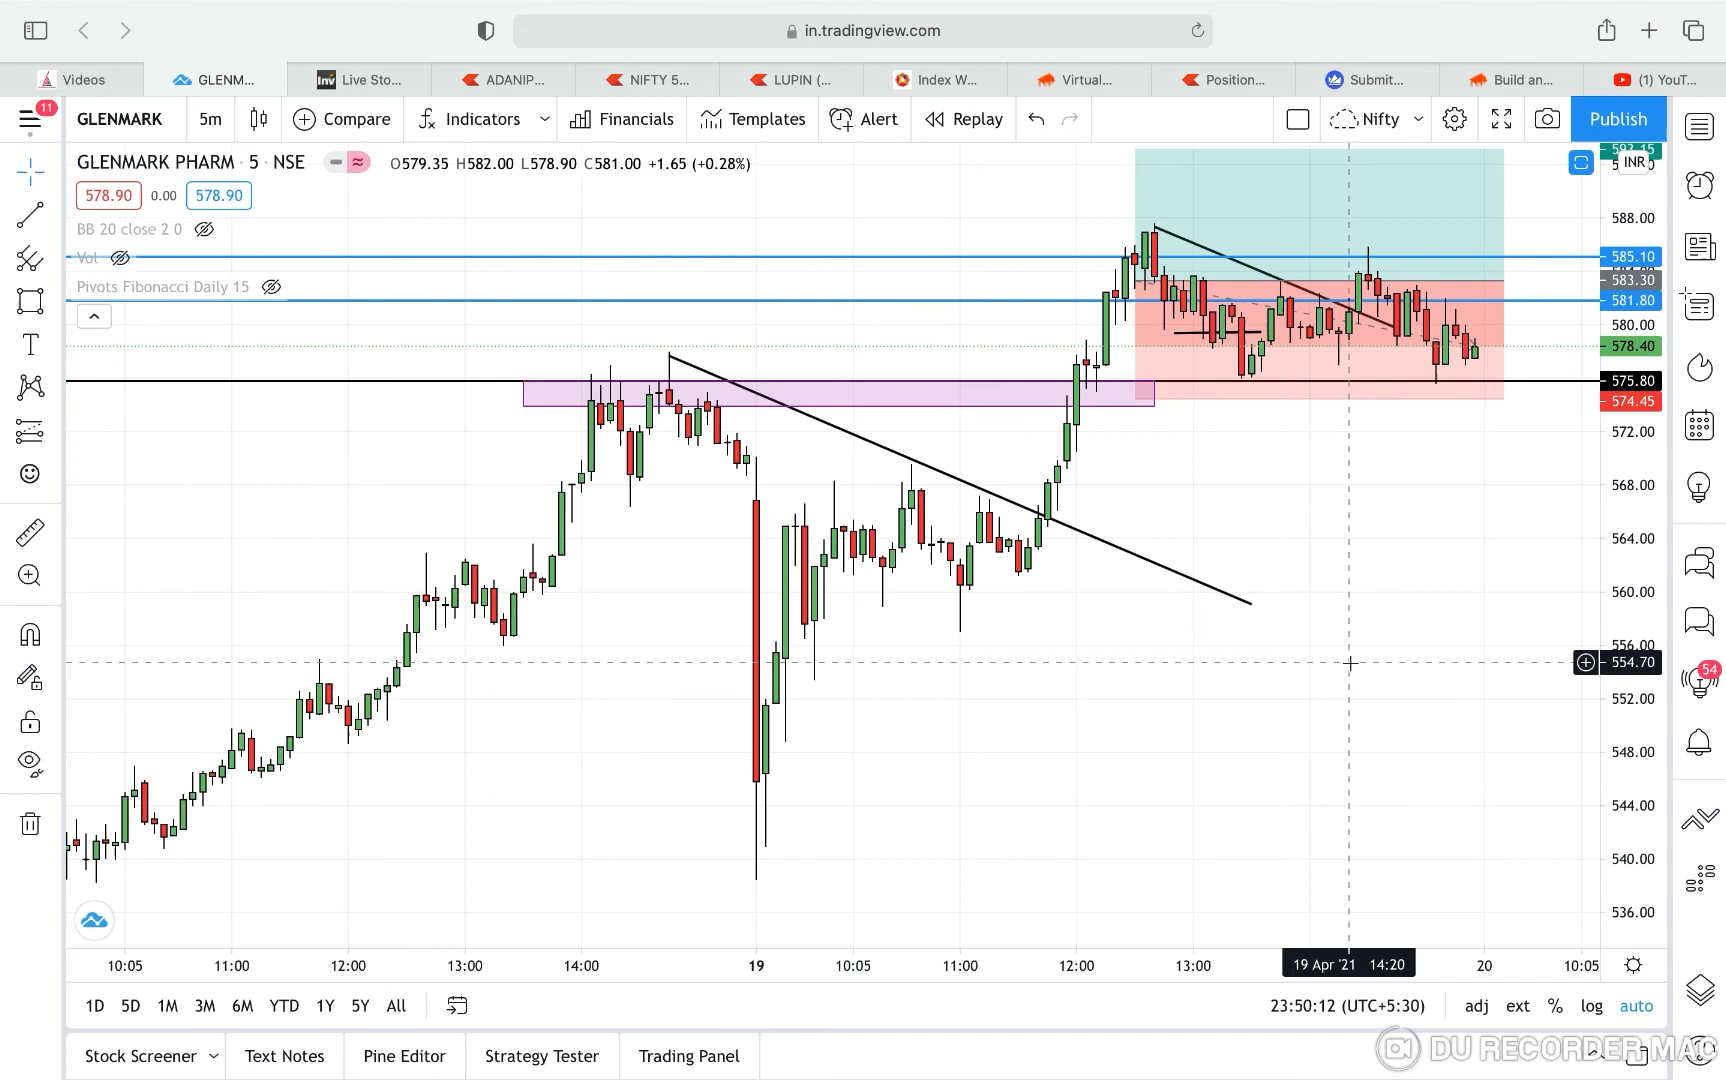 in.tradingview.com
Videos
GLENM...
Inv Live Sto...
ADANIP...
NIFTY 5...
LUPIN (...
Index W...
Virtual...
Position...
Submit...
Build an...
(1) YouT...
11
GLENMARK
5m
Compare
Indicators
Financials
Templates
Alert
Replay
Nifty
Publish
GLENMARK PHARM · 5 · NSE
O579.35 H582.00 L578.90 C581.00 +1.65 (+0.28%)
578.90 0.00 578.90
BB 20 close 2 0
Vol
Pivots Fibonacci Daily 15
593.15
INR
588.00
585.10
583.30
581.80
580.00
578.40
575.80
574.45
572.00
568.00
564.00
560.00
556.00
554.70
552.00
548.00
544.00
540.00
536.00
54
10:05 11:00 12:00 13:00 14:00 19 10:05 11:00 12:00 13:00 19 Apr '21 14:20 20 10:05
1D 5D 1M 3M 6M YTD 1Y 5Y All
23:50:12 (UTC+5:30) adj ext % log auto
Stock Screener Text Notes Pine Editor Strategy Tester Trading Panel
DU RECORDER MAC